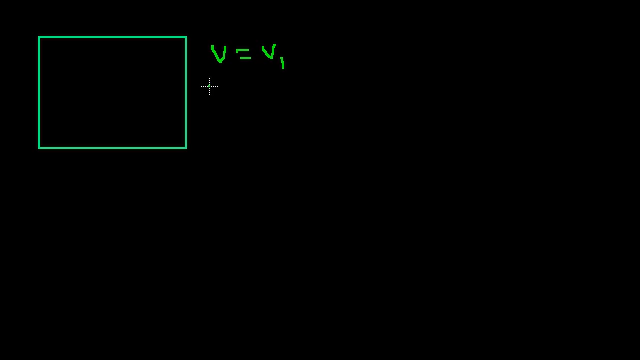 V = V₁